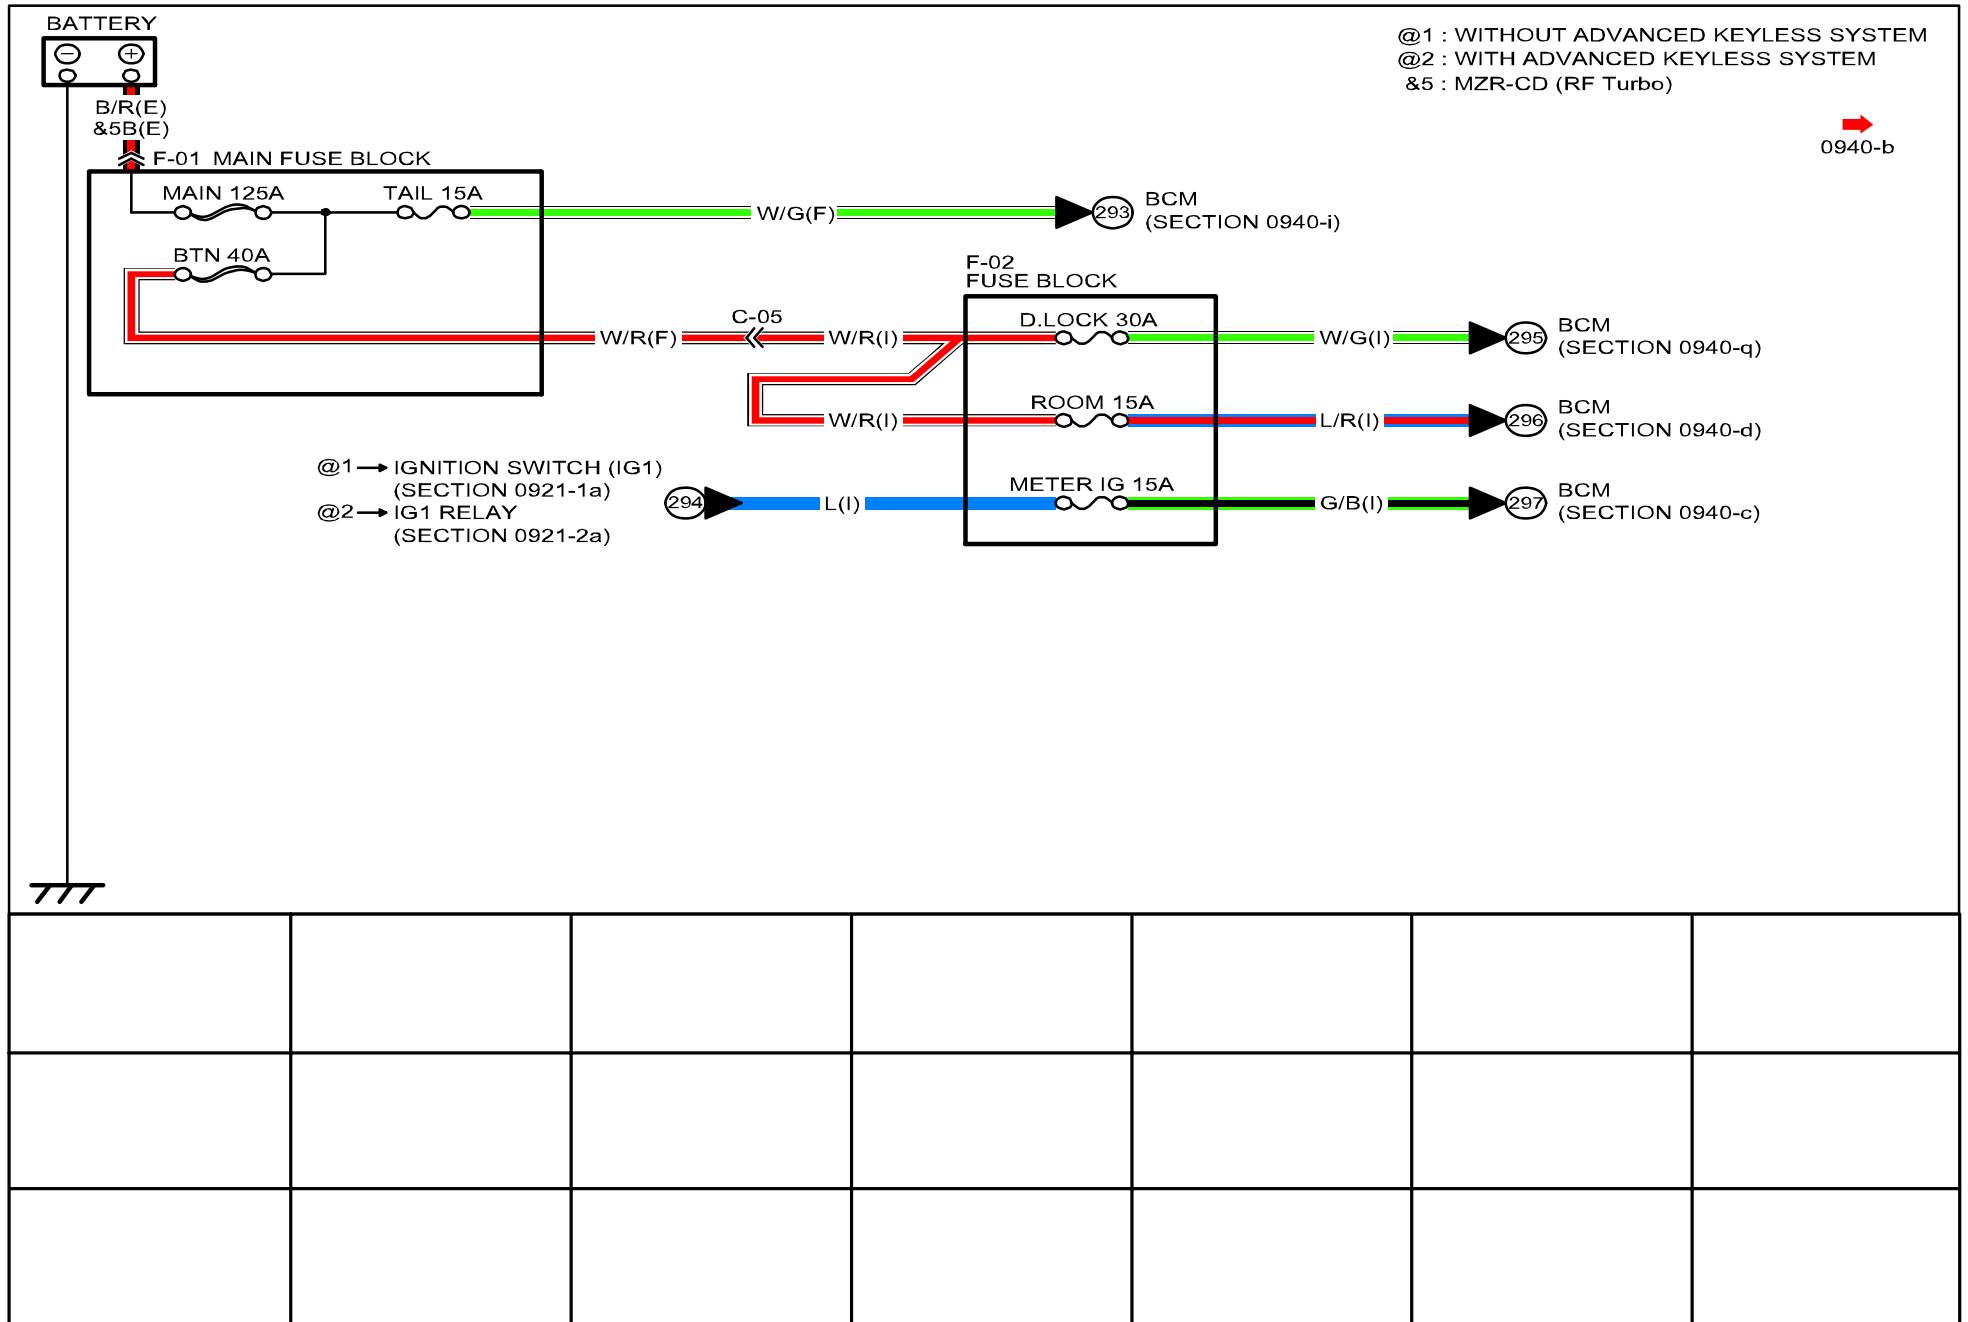 BATTERY
− +
@1 : WITHOUT ADVANCED KEYLESS SYSTEM
@2 : WITH ADVANCED KEYLESS SYSTEM
&5 : MZR-CD (RF Turbo)
B/R(E)
&5B(E)
0940-b
F-01 MAIN FUSE BLOCK
MAIN 125A
TAIL 15A
W/G(F)
293
BCM
(SECTION 0940-i)
BTN 40A
F-02
FUSE BLOCK
W/R(F)
C-05
W/R(I)
D.LOCK 30A
W/G(I)
295
BCM
(SECTION 0940-q)
W/R(I)
ROOM 15A
L/R(I)
296
BCM
(SECTION 0940-d)
@1 → IGNITION SWITCH (IG1)
(SECTION 0921-1a)
@2 → IG1 RELAY
(SECTION 0921-2a)
294
L(I)
METER IG 15A
G/B(I)
297
BCM
(SECTION 0940-c)